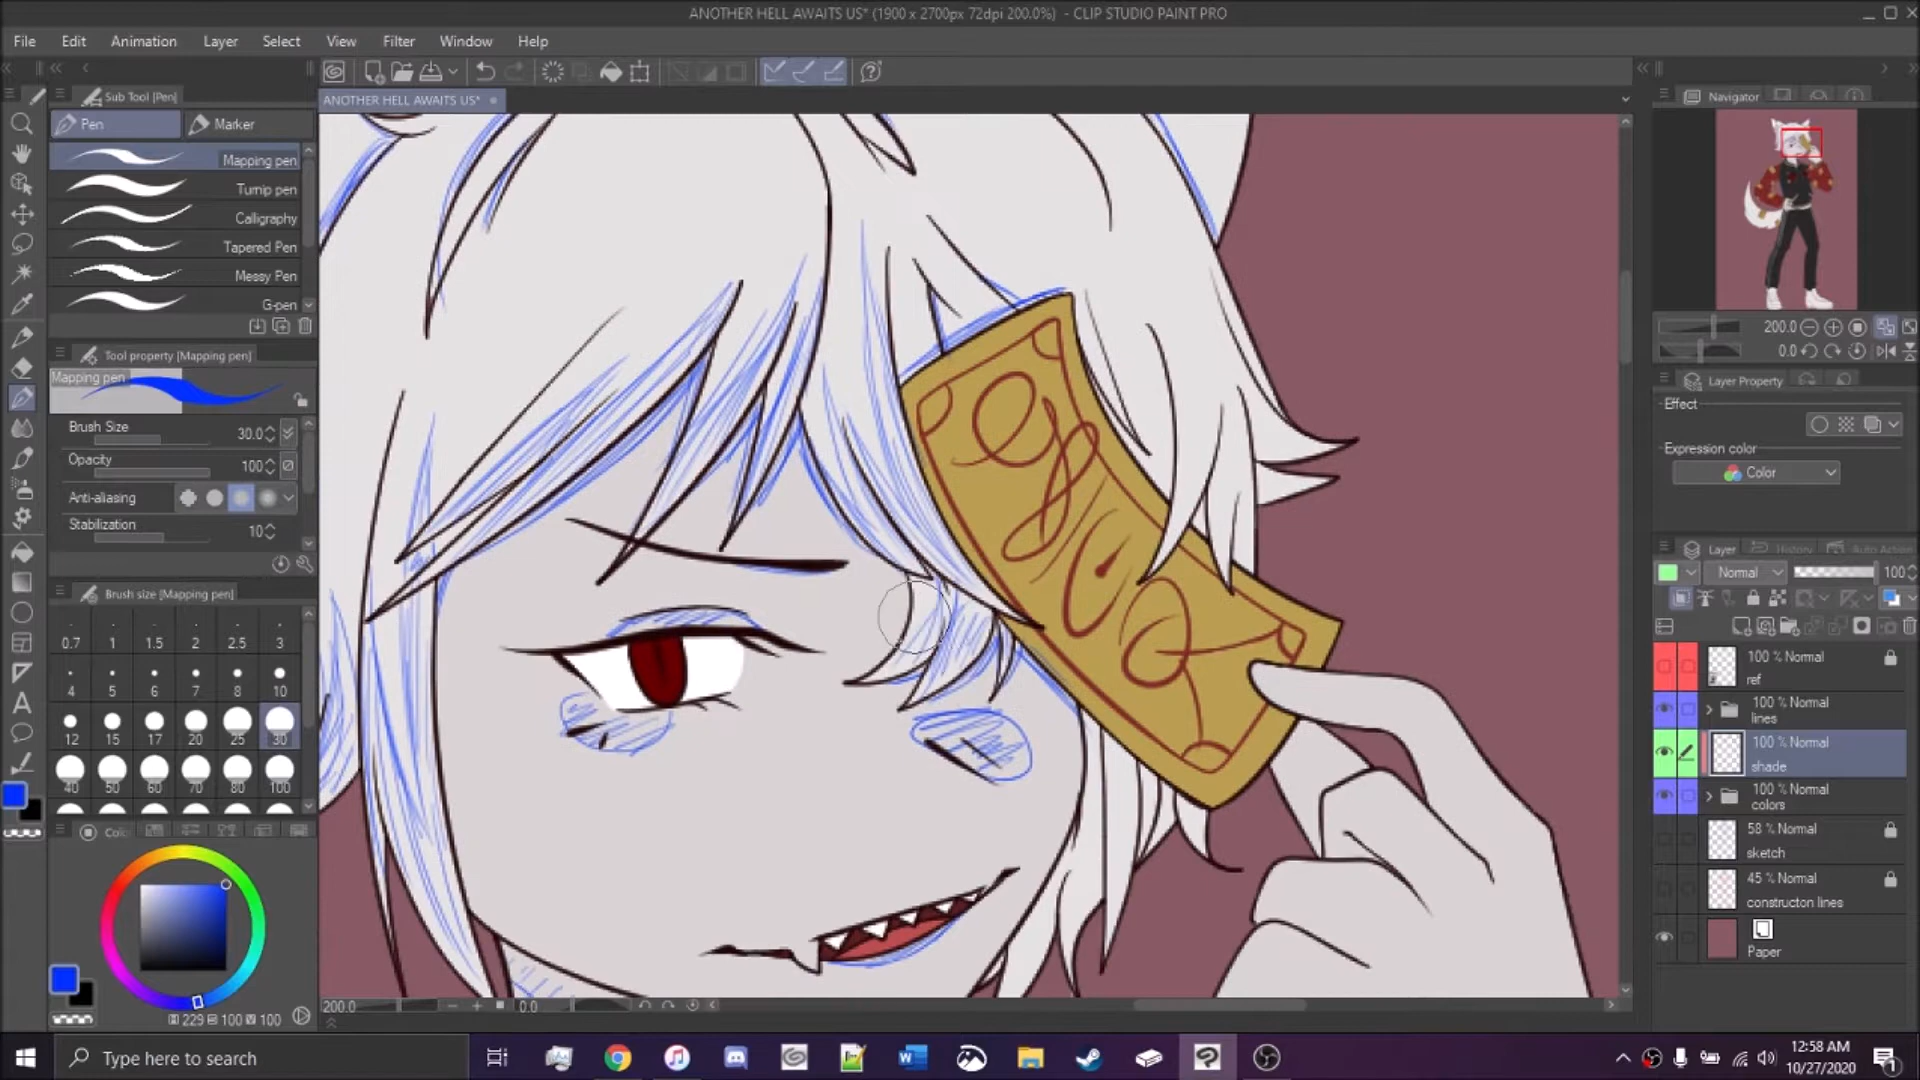 ANOTHER HELL AWAITS US* (1900 x 2700px 72dpi 200.0%) - CLIP STUDIO PAINT PRO
File Edit Animation Layer Select View Filter Window Help
Sub Tool [Pen]
ANOTHER HELL AWAITS US*
Navigator
Pen Marker
Mapping pen
Turnip pen
Calligraphy
Tapered Pen
Messy Pen
G-pen
200.0
0.0
Tool property [Mapping pen]
Mapping pen
Layer Property
Effect
Brush Size 30.0
Opacity 100
Expression color
Color
Anti-aliasing
Stabilization 10
Layer History Auto Action
Normal 100
Brush size [Mapping pen]
0.7 1 1.5 2 2.5 3
4 5 6 7 8 10
12 15 17 20 25 30
40 50 60 70 80 100
100 % Normal
ref
100 % Normal
lines
100 % Normal
shade
100 % Normal
colors
58 % Normal
sketch
45 % Normal
constructon lines
Paper
229 100 100
200.0 0.0
Type here to search
12:58 AM
10/27/2020
1